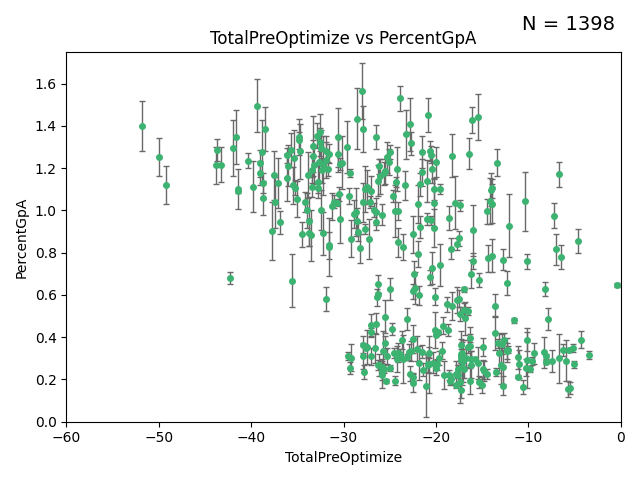 N = 1398
TotalPreOptimize vs PercentGpA
PercentGpA
1.6
1.4
1.2
1.0
0.8
0.6
0.4
0.2
0.0
−60 −50 −40 −30 −20 −10 0
TotalPreOptimize